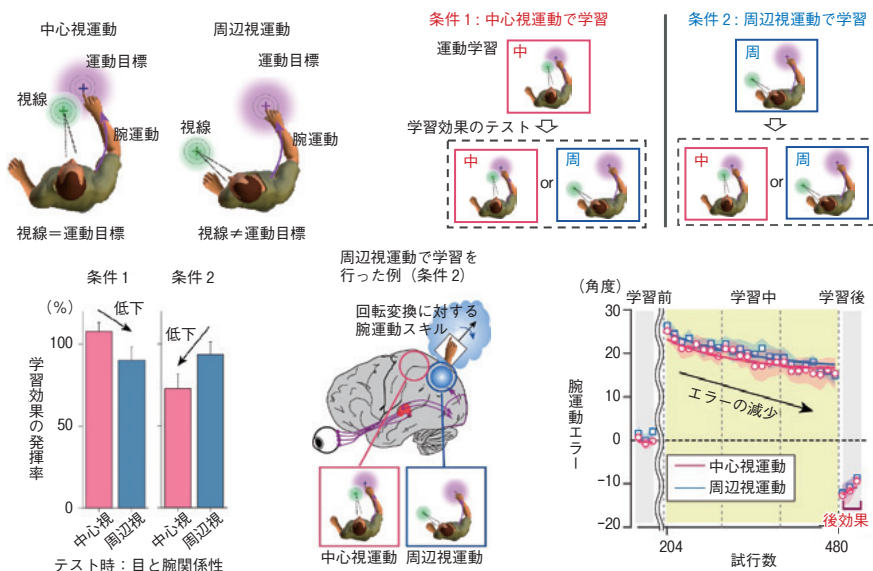 中心視運動
運動目標
視線
腕運動
視線＝運動目標
周辺視運動
運動目標
視線
腕運動
視線≠運動目標
条件1：中心視運動で学習
運動学習
中
学習効果のテスト
中
or
周
条件2：周辺視運動で学習
周
中
or
周
条件1
条件2
（%）
低下
低下
100
50
0
学習効果の発揮率
中心視
周辺視
中心視
周辺視
テスト時：目と腕関係性
周辺視運動で学習を
行った例（条件2）
回転変換に対する
腕運動スキル
中心視運動
周辺視運動
（角度）
学習前
学習中
学習後
30
20
10
0
-10
-20
腕運動エラー
エラーの減少
中心視運動
周辺視運動
後効果
204
480
試行数